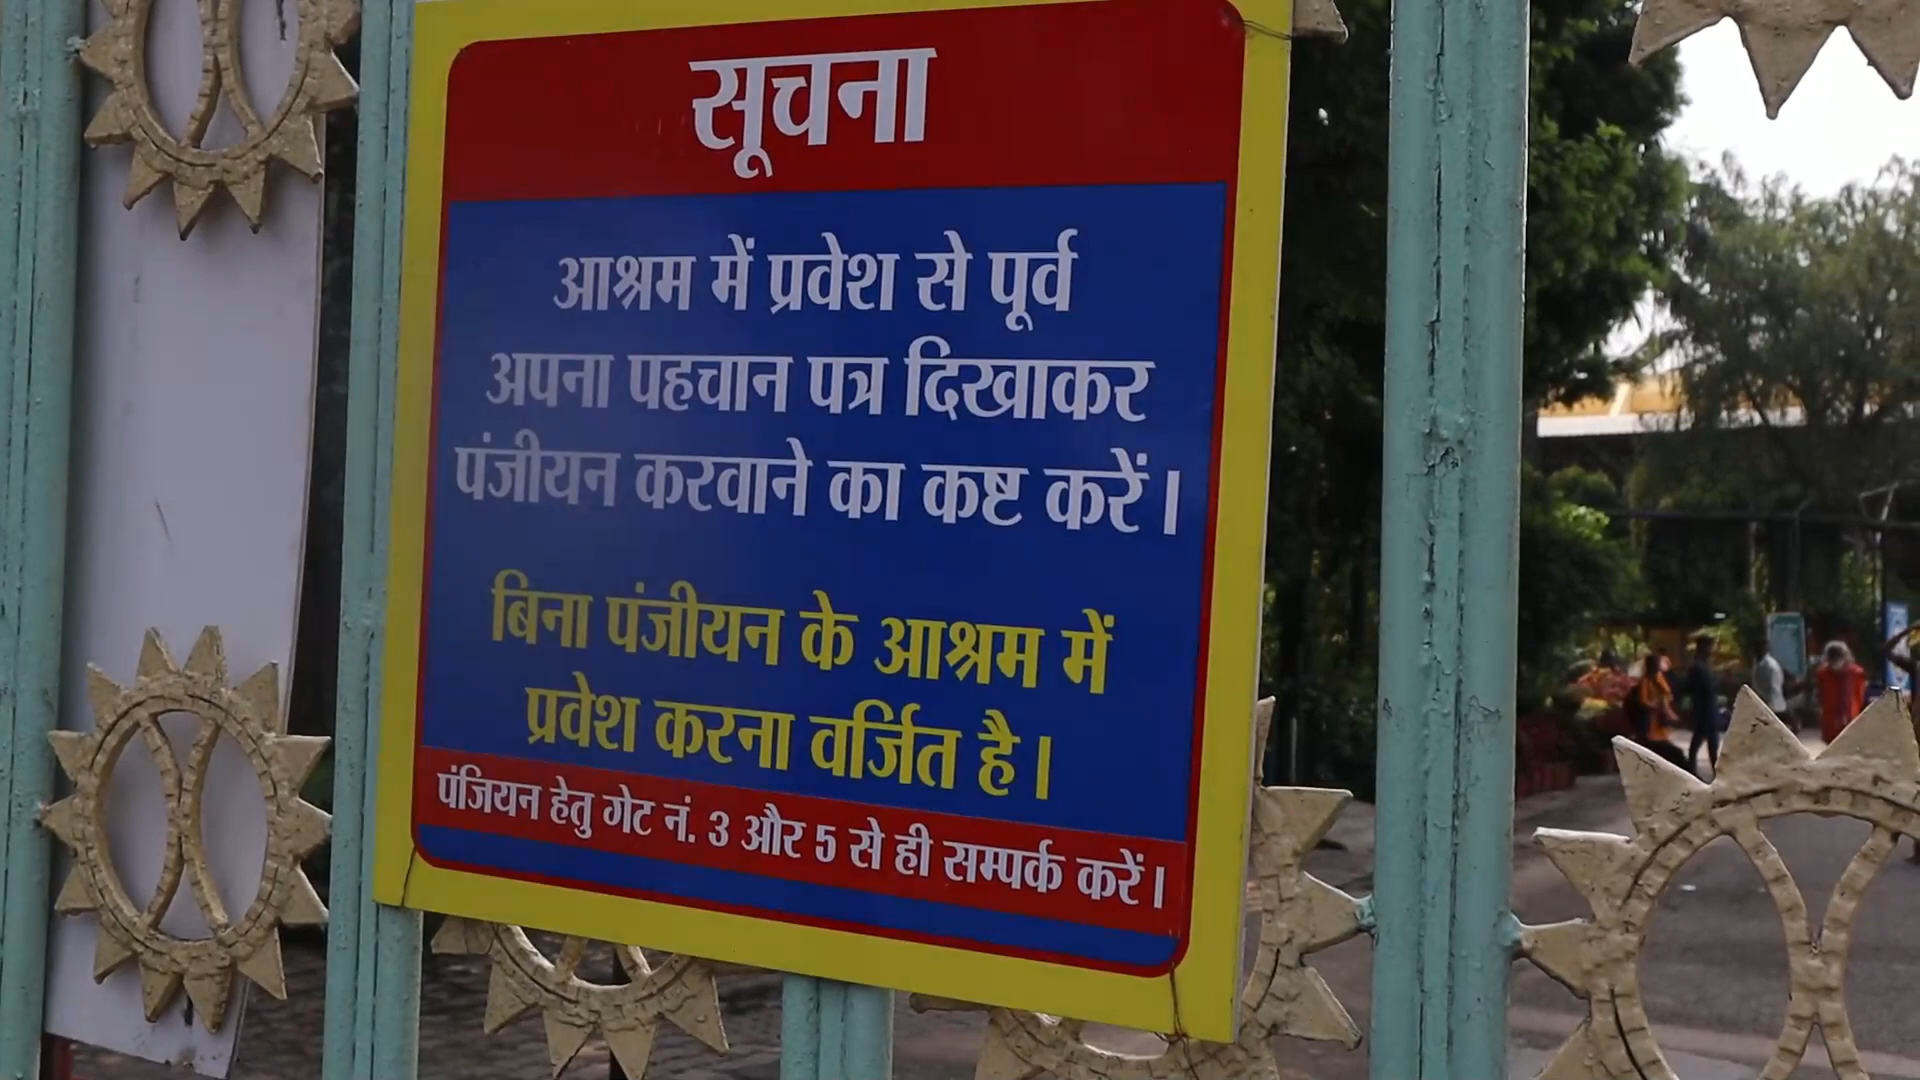 सूचना
आश्रम में प्रवेश से पूर्व
अपना पहचान पत्र दिखाकर
पंजीयन करवाने का कष्ट करें।
बिना पंजीयन के आश्रम में
प्रवेश करना वर्जित है।
पंजियन हेतु गेट नं. 3 और 5 से ही सम्पर्क करें।